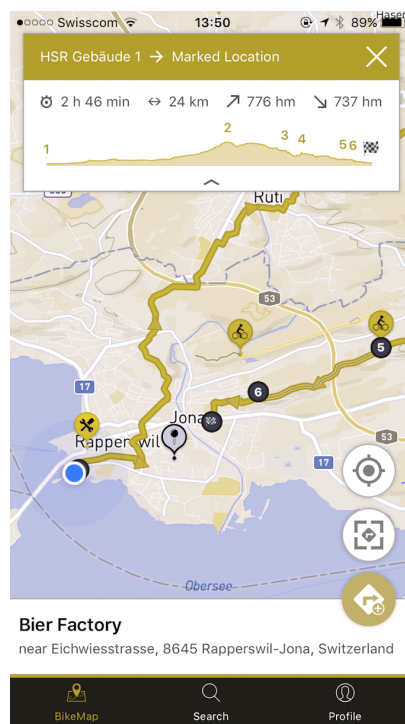 Swisscom 13:50 89%
HSR Gebäude 1 → Marked Location
2 h 46 min ↔ 24 km ↗ 776 hm ↘ 737 hm
1 2 3 4 5 6
Rüti
53
5
6
17
Jona
Rapperswil
53
17
Obersee
Bier Factory
near Eichwiesstrasse, 8645 Rapperswil-Jona, Switzerland
BikeMap Search Profile